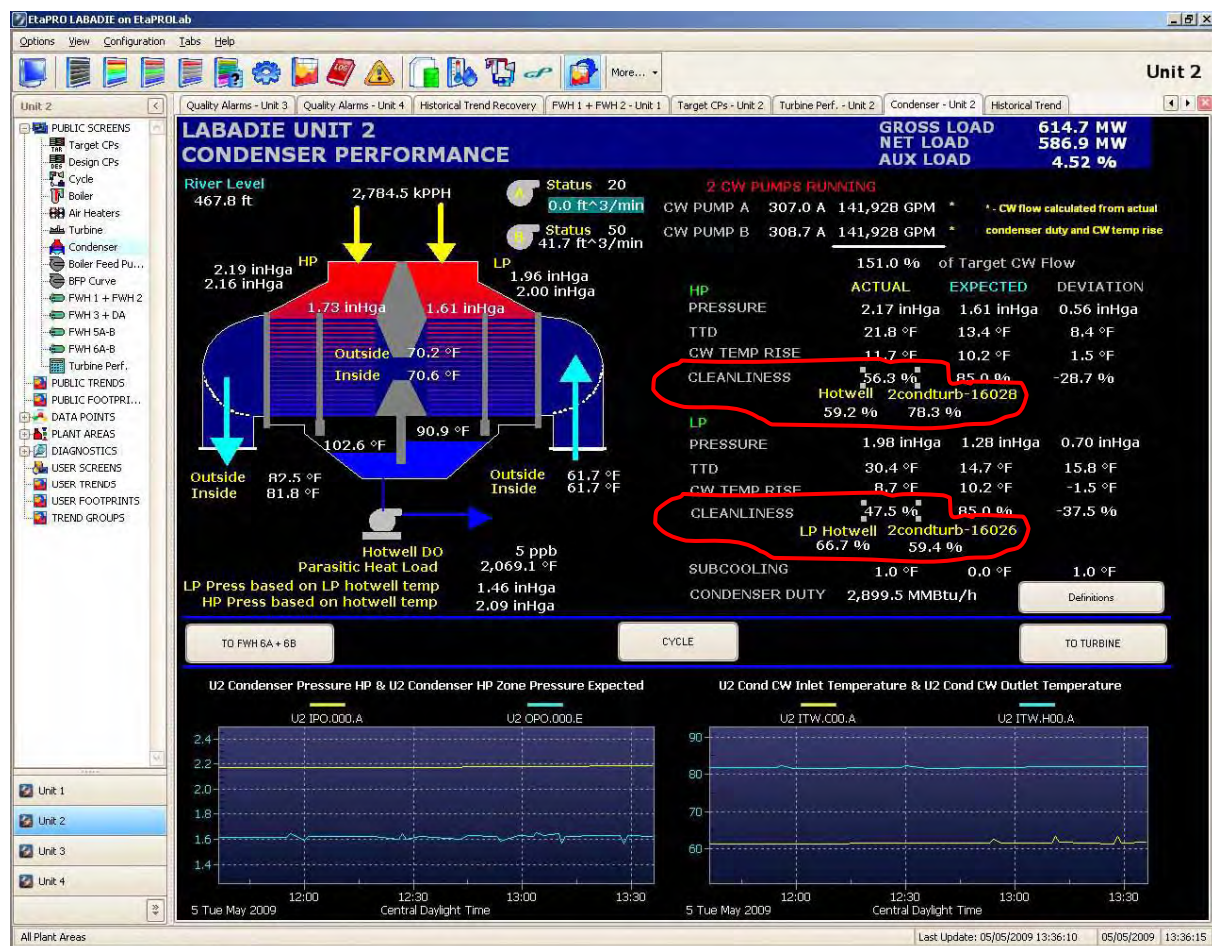 EtaPRO LABADIE on EtaPROLab
Options View Configuration Tabs Help
More...
Unit 2
Unit 2
Quality Alarms - Unit 3 Quality Alarms - Unit 4 Historical Trend Recovery FWH 1 + FWH 2 - Unit 1 Target CPs - Unit 2 Turbine Perf. - Unit 2 Condenser - Unit 2 Historical Trend
PUBLIC SCREENS
Target CPs
Design CPs
Cycle
Boiler
Air Heaters
Turbine
Condenser
Boiler Feed Pu...
BFP Curve
FWH 1 + FWH 2
FWH 3 + DA
FWH 5A-B
FWH 6A-B
Turbine Perf.
PUBLIC TRENDS
PUBLIC FOOTPRI...
DATA POINTS
PLANT AREAS
DIAGNOSTICS
USER SCREENS
USER TRENDS
USER FOOTPRINTS
TREND GROUPS
Unit 1
Unit 2
Unit 3
Unit 4
LABADIE UNIT 2
CONDENSER PERFORMANCE
GROSS LOAD 614.7 MW
NET LOAD 586.9 MW
AUX LOAD 4.52 %
River Level
467.8 ft
2,784.5 kPPH
A Status 20
0.0 ft^3/min
B Status 50
41.7 ft^3/min
HP LP
2.19 inHga 1.96 inHga
2.16 inHga 2.00 inHga
1.73 inHga 1.61 inHga
Outside 70.2 °F
Inside 70.6 °F
102.6 °F 90.9 °F
Outside 82.5 °F
Inside 81.8 °F
Outside 61.7 °F
Inside 61.7 °F
Hotwell DO 5 ppb
Parasitic Heat Load 2,069.1 °F
LP Press based on LP hotwell temp 1.46 inHga
HP Press based on hotwell temp 2.09 inHga
2 CW PUMPS RUNNING
CW PUMP A 307.0 A 141,928 GPM * * - CW flow calculated from actual
CW PUMP B 308.7 A 141,928 GPM * condenser duty and CW temp rise
151.0 % of Target CW Flow
HP ACTUAL EXPECTED DEVIATION
PRESSURE 2.17 inHga 1.61 inHga 0.56 inHga
TTD 21.8 °F 13.4 °F 8.4 °F
CW TEMP RISE 11.7 °F 10.2 °F 1.5 °F
CLEANLINESS 56.3 % 85.0 % -28.7 %
Hotwell 2condturb-16028
59.2 % 78.3 %
LP
PRESSURE 1.98 inHga 1.28 inHga 0.70 inHga
TTD 30.4 °F 14.7 °F 15.8 °F
CW TEMP RISE 8.7 °F 10.2 °F -1.5 °F
CLEANLINESS 47.5 % 85.0 % -37.5 %
LP Hotwell 2condturb-16026
66.7 % 59.4 %
SUBCOOLING 1.0 °F 0.0 °F 1.0 °F
CONDENSER DUTY 2,899.5 MMBtu/h
Definitions
TO FWH 6A + 6B
CYCLE
TO TURBINE
U2 Condenser Pressure HP & U2 Condenser HP Zone Pressure Expected
U2 IPO.000.A U2 OPO.000.E
2.4
2.2
2.0
1.8
1.6
1.4
12:00 12:30 13:00 13:30
5 Tue May 2009 Central Daylight Time
U2 Cond CW Inlet Temperature & U2 Cond CW Outlet Temperature
U2 ITW.C00.A U2 ITW.H00.A
90
80
70
60
12:00 12:30 13:00 13:30
5 Tue May 2009 Central Daylight Time
All Plant Areas
Last Update: 05/05/2009 13:36:10 05/05/2009 13:36:15